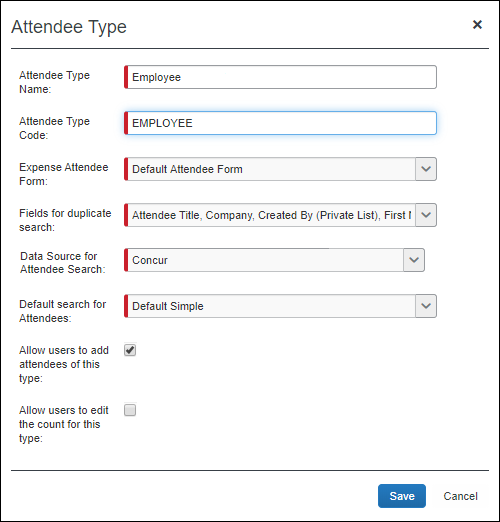 Attendee Type
Attendee Type
Name:
Employee
Attendee Type
Code:
EMPLOYEE
Expense Attendee
Form:
Default Attendee Form
Fields for duplicate
search:
Attendee Title, Company, Created By (Private List), First
Data Source for
Attendee Search:
Concur
Default search for
Attendees:
Default Simple
Allow users to add
attendees of this
type:
Allow users to edit
the count for this
type:
Save
Cancel